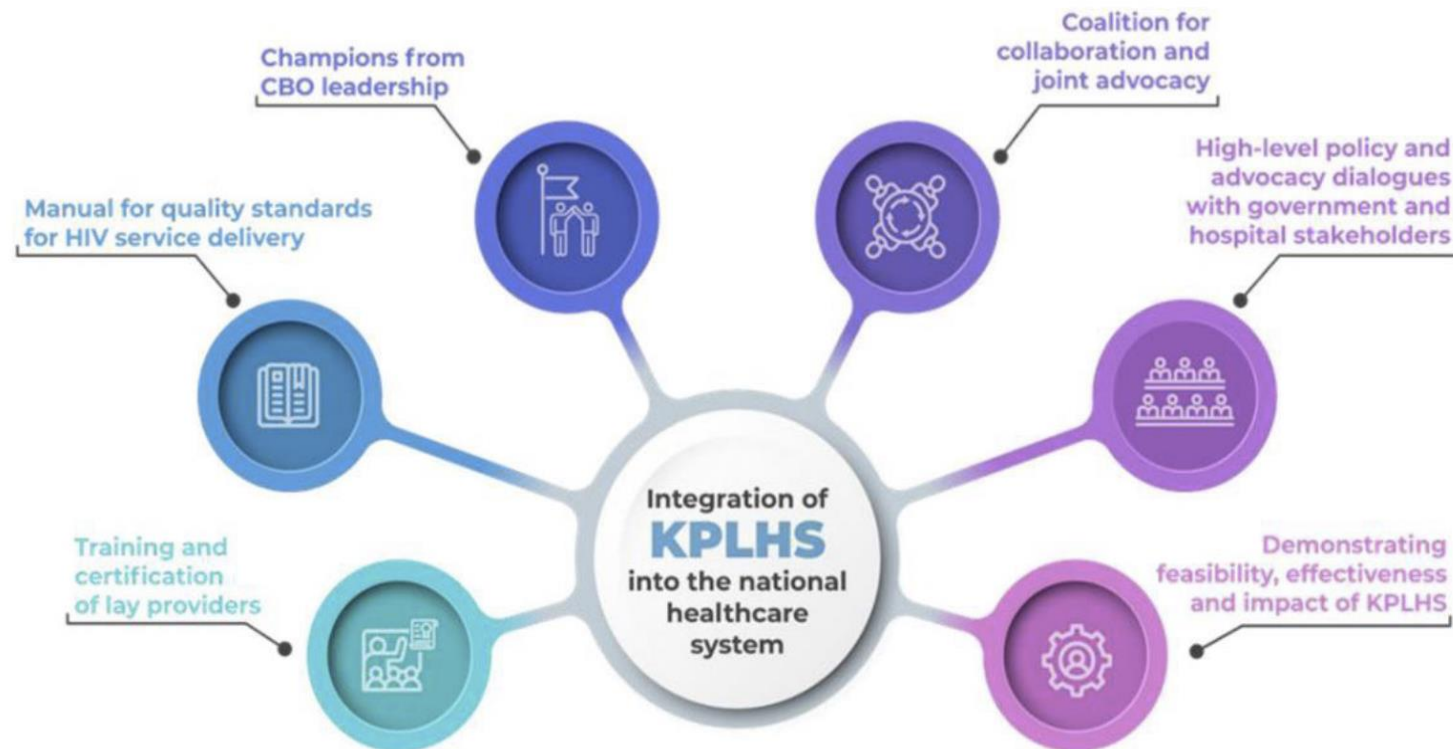 Champions from
CBO leadership
Coalition for
collaboration and
joint advocacy
High-level policy and
advocacy dialogues
with government and
hospital stakeholders
Manual for quality standards
for HIV service delivery
Integration of
KPLHS
into the national
healthcare
system
Training and
certification
of lay providers
Demonstrating
feasibility, effectiveness
and impact of KPLHS